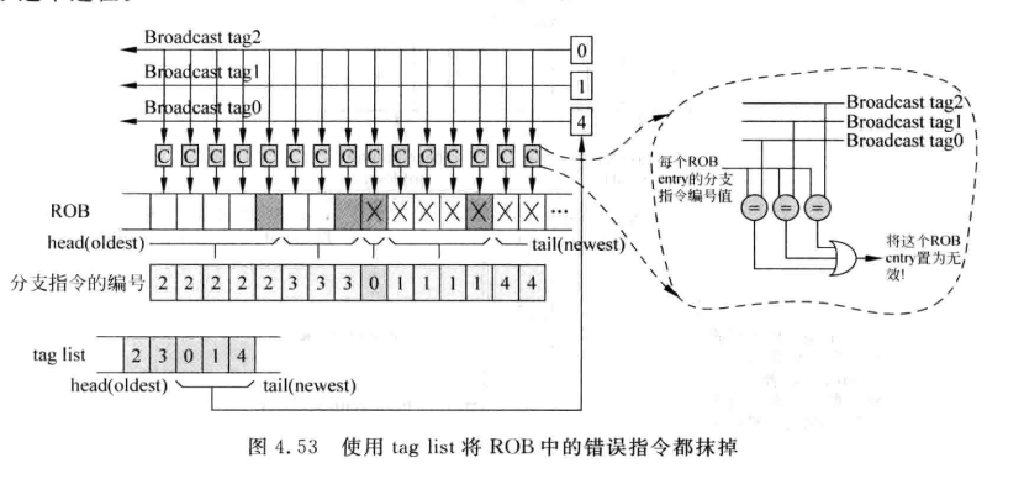 Broadcast tag2
0
Broadcast tag1
1
Broadcast tag0
4
C C C C C C C C C C C C C C C
ROB
X X X X X X X ...
head(oldest)
tail(newest)
分支指令的编号 2 2 2 2 2 3 3 3 0 1 1 1 1 4 4
tag list 2 3 0 1 4
head(oldest)
tail(newest)
Broadcast tag2
Broadcast tag1
Broadcast tag0
每个ROB
entry的分支
指令编号值
= = =
将这个ROB
entry置为无
效!
图 4.53 使用 tag list 将 ROB 中的错误指令都抹掉